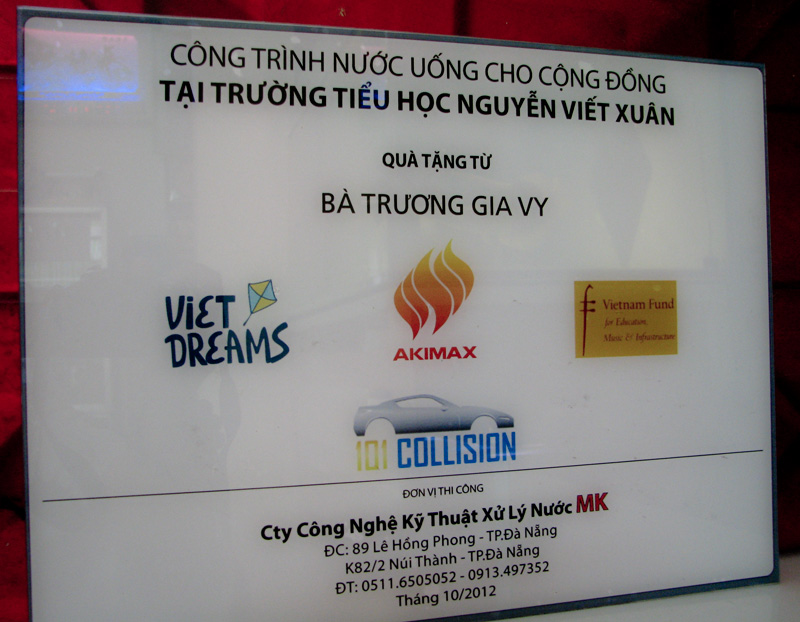 CÔNG TRÌNH NƯỚC UỐNG CHO CỘNG ĐỒNG
TẠI TRƯỜNG TIỂU HỌC NGUYỄN VIẾT XUÂN
QUÀ TẶNG TỪ
BÀ TRƯƠNG GIA VY
ViET
DREAMS
AKIMAX
Vietnam Fund
for Education,
Music & Infrastructure
101 COLLISION
ĐƠN VỊ THI CÔNG
Cty Công Nghệ Kỹ Thuật Xử Lý Nước MK
ĐC: 89 Lê Hồng Phong - TP.Đà Nẵng
K82/2 Núi Thành - TP.Đà Nẵng
ĐT: 0511.6505052 - 0913.497352
Tháng 10/2012